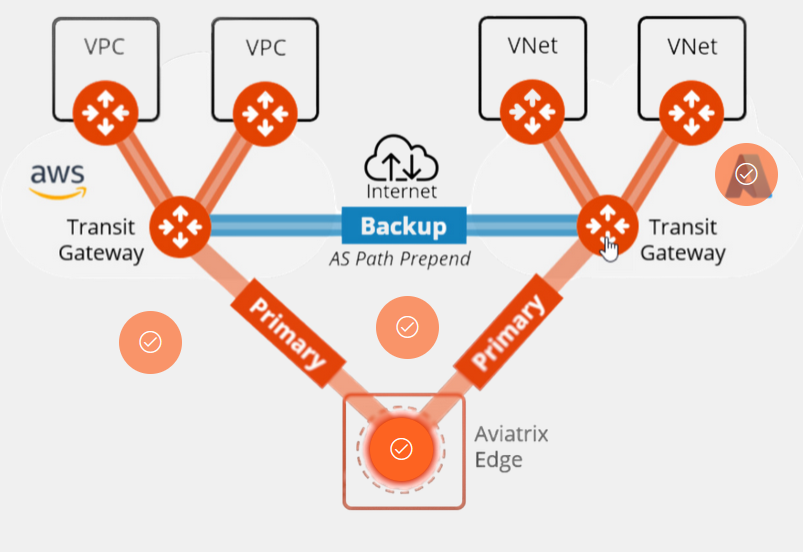 VPC
VPC
VNet
VNet
aws
Internet
Transit
Gateway
Backup
Transit
Gateway
AS Path Prepend
Primary
Primary
Aviatrix
Edge